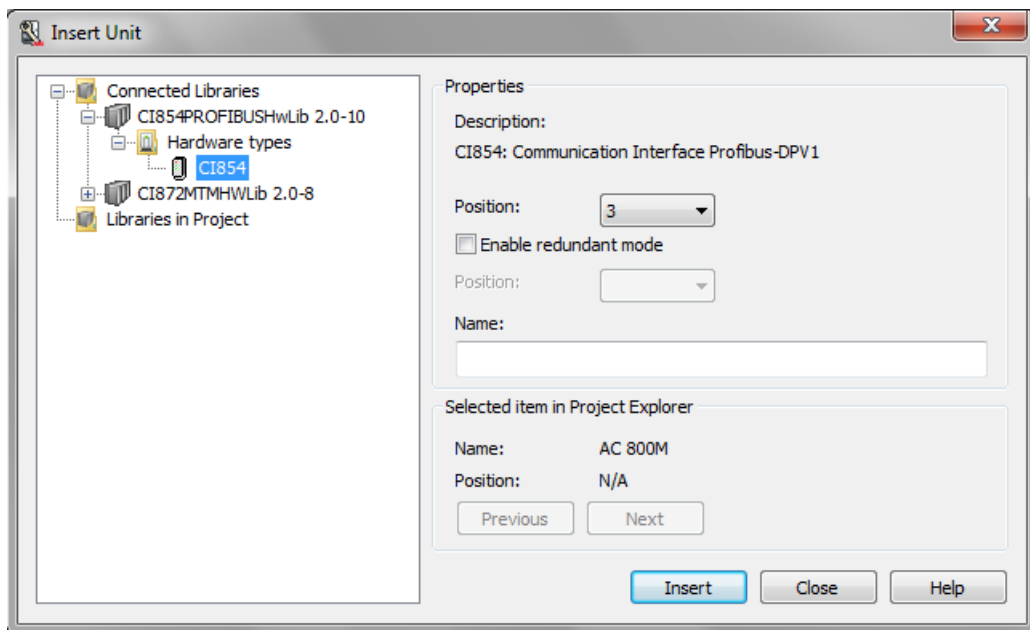 Insert Unit
Connected Libraries
CI854PROFIBUSHwLib 2.0-10
Hardware types
CI854
CI872MTMHWLib 2.0-8
Libraries in Project
Properties
Description:
CI854: Communication Interface Profibus-DPV1
Position:
3
Enable redundant mode
Position:
Name:
Selected item in Project Explorer
Name: AC 800M
Position: N/A
Previous Next
Insert Close Help